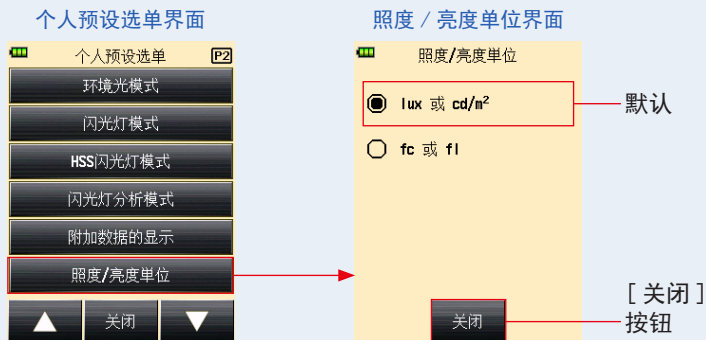 个人预设选单界面
个人预设选单
P2
环境光模式
闪光灯模式
HSS闪光灯模式
闪光灯分析模式
附加数据的显示
照度/亮度单位
关闭
照度 / 亮度单位界面
照度/亮度单位
lux 或 cd/m²
fc 或 fl
关闭
默认
[ 关闭 ]
按钮